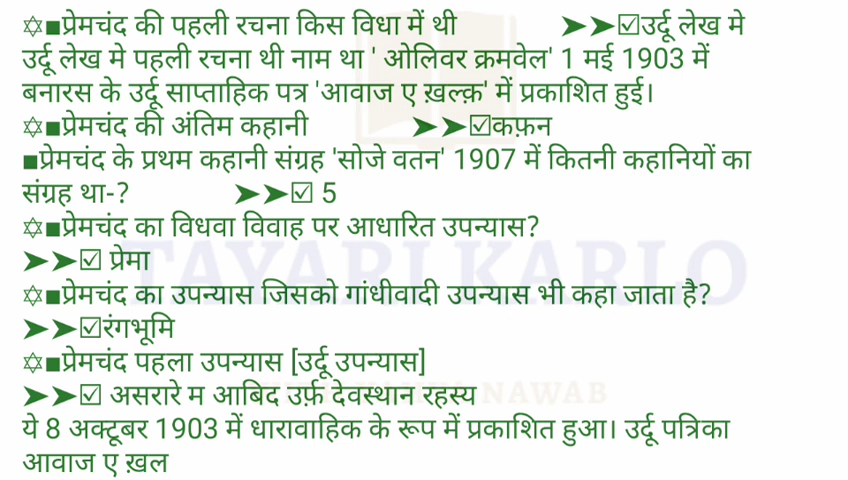 ✡■प्रेमचंद की पहली रचना किस विधा में थी ➤➤☑उर्दू लेख मे
उर्दू लेख मे पहली रचना थी नाम था ' ओलिवर क्रमवेल' 1 मई 1903 में
बनारस के उर्दू साप्ताहिक पत्र 'आवाज ए ख़ल्क़' में प्रकाशित हुई।
✡■प्रेमचंद की अंतिम कहानी ➤➤☑कफ़न
■प्रेमचंद के प्रथम कहानी संग्रह 'सोजे वतन' 1907 में कितनी कहानियों का
संग्रह था-? ➤➤☑ 5
✡■प्रेमचंद का विधवा विवाह पर आधारित उपन्यास?
➤➤☑ प्रेमा
✡■प्रेमचंद का उपन्यास जिसको गांधीवादी उपन्यास भी कहा जाता है?
➤➤☑रंगभूमि
✡■प्रेमचंद पहला उपन्यास [उर्दू उपन्यास]
➤➤☑ असरारे म आबिद उर्फ़ देवस्थान रहस्य
ये 8 अक्टूबर 1903 में धारावाहिक के रूप में प्रकाशित हुआ। उर्दू पत्रिका
आवाज ए ख़ल
TAYARI KARLO
NAWAB